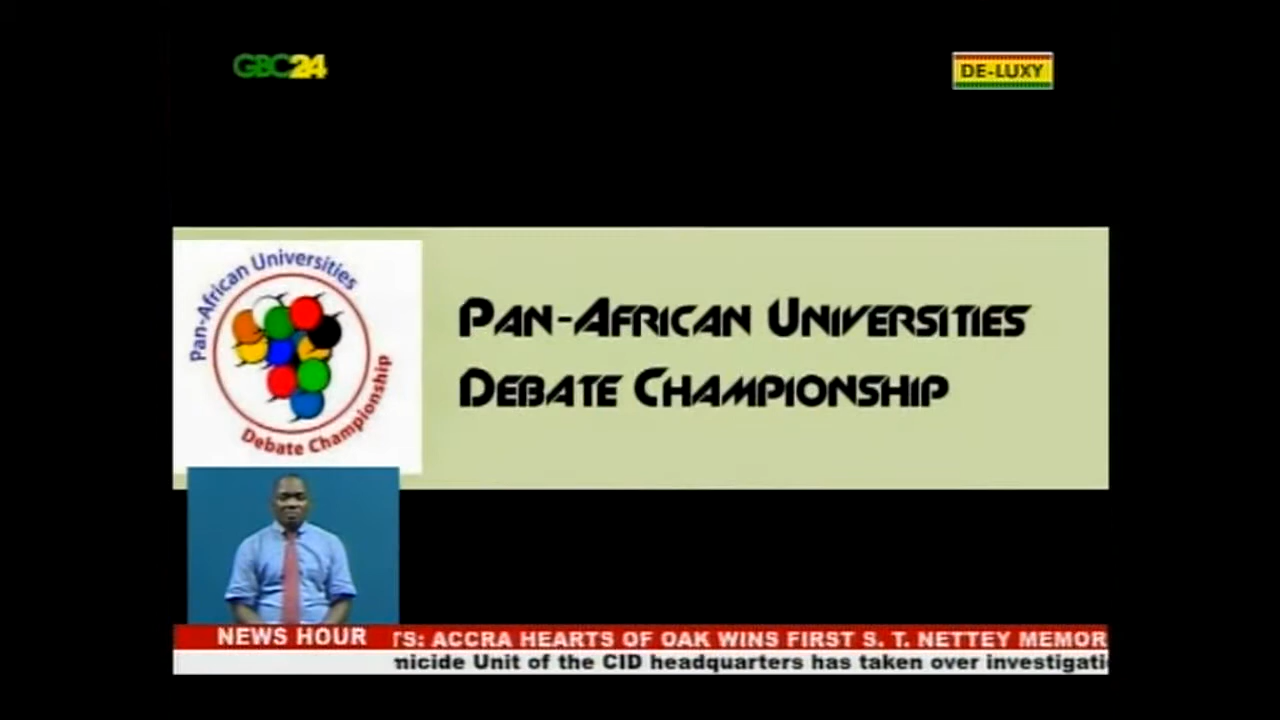 GBC24
DE-LUXY
Pan-African Universities
Debate Championship
PAN-AFRICAN UNIVERSITIES
DEBATE CHAMPIONSHIP
NEWS HOUR
TS: ACCRA HEARTS OF OAK WINS FIRST S. T. NETTEY MEMOR
micide Unit of the CID headquarters has taken over investigati